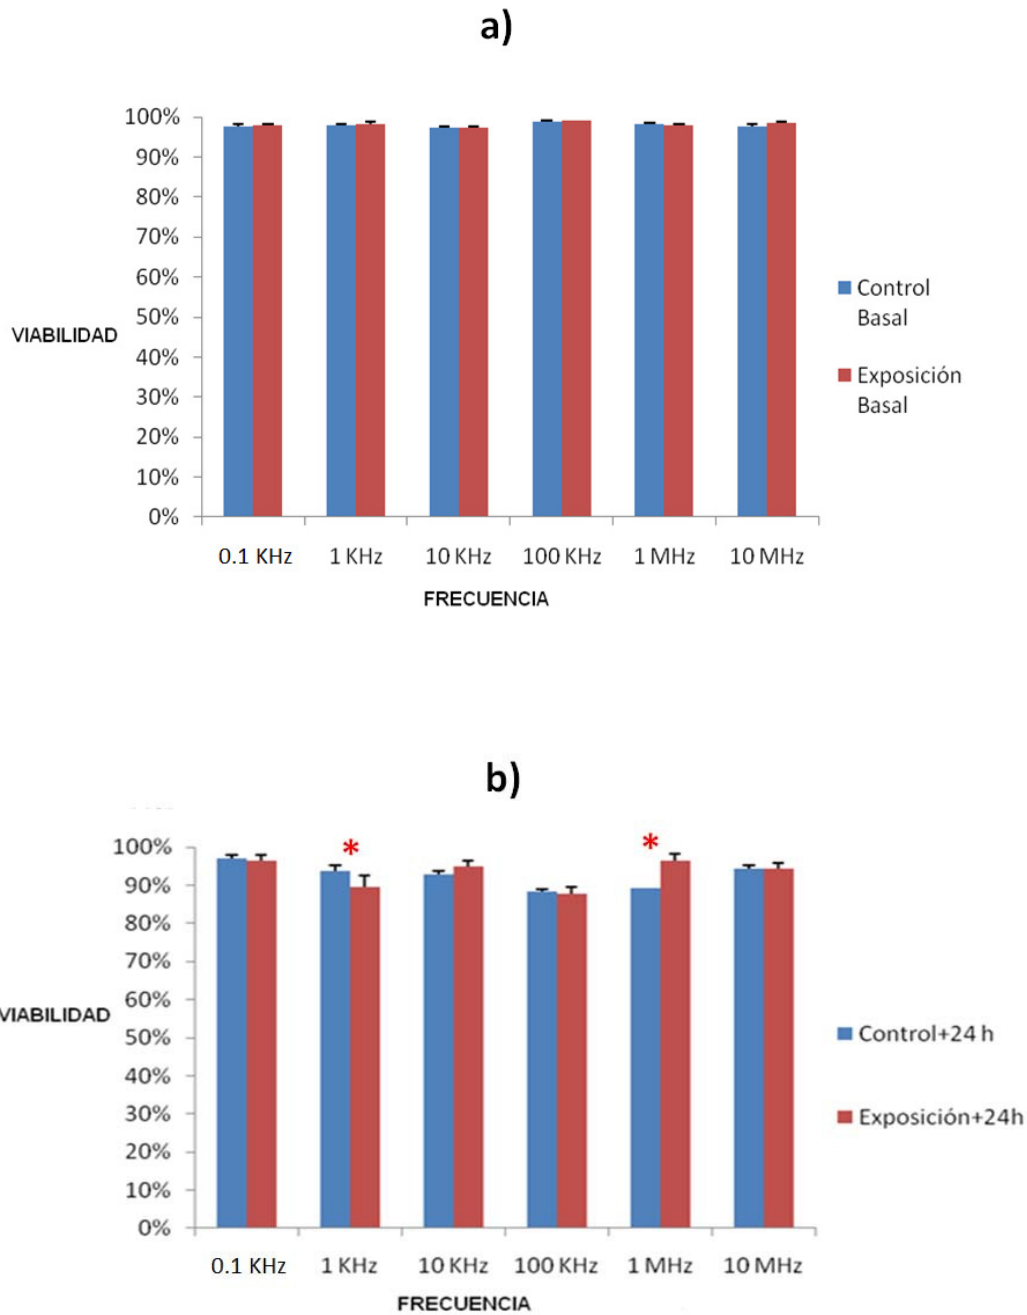 a)
100%
90%
80%
70%
60%
50%
40%
30%
20%
10%
0%
VIABILIDAD
0.1 KHz 1 KHz 10 KHz 100 KHz 1 MHz 10 MHz
FRECUENCIA
Control
Basal
Exposición
Basal
b)
100%
90%
80%
70%
60%
50%
40%
30%
20%
10%
0%
* *
VIABILIDAD
0.1 KHz 1 KHz 10 KHz 100 KHz 1 MHz 10 MHz
FRECUENCIA
Control+24 h
Exposición+24h